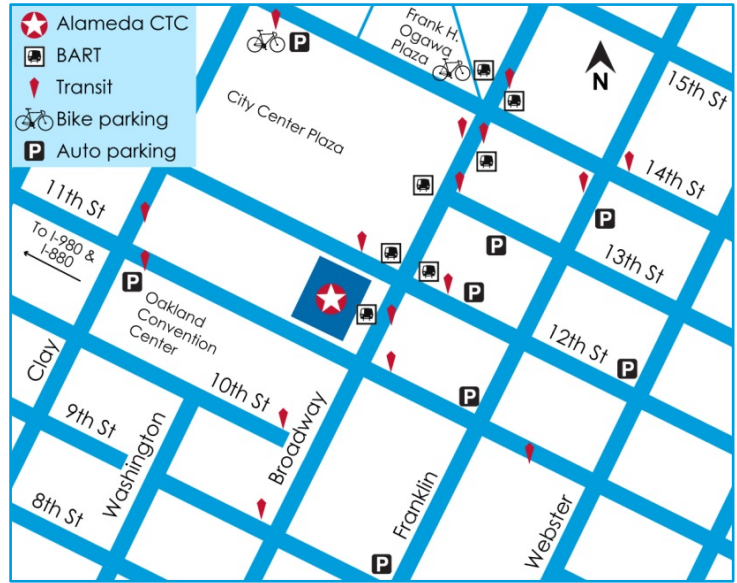 Alameda CTC
BART
Transit
Bike parking
P Auto parking
P
Frank H.
Ogawa
Plaza
N
15th St
14th St
13th St
12th St
City Center Plaza
11th St
To I-980 &
I-880
P
P
P
P
Oakland
Convention
Center
10th St
9th St
8th St
Clay
Washington
Broadway
Franklin
Webster
P
P
P